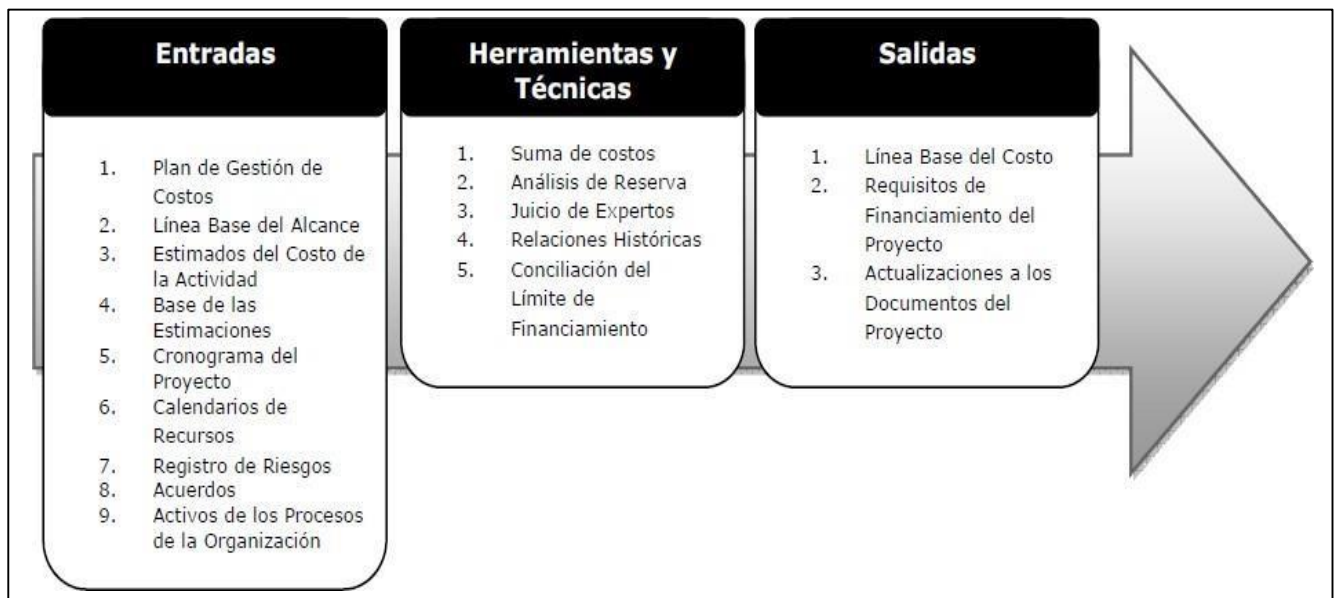 Entradas
1. Plan de Gestión de
Costos
2. Línea Base del Alcance
3. Estimados del Costo de
la Actividad
4. Base de las
Estimaciones
5. Cronograma del
Proyecto
6. Calendarios de
Recursos
7. Registro de Riesgos
8. Acuerdos
9. Activos de los Procesos
de la Organización
Herramientas y
Técnicas
1. Suma de costos
2. Análisis de Reserva
3. Juicio de Expertos
4. Relaciones Históricas
5. Conciliación del
Límite de
Financiamiento
Salidas
1. Línea Base del Costo
2. Requisitos de
Financiamiento del
Proyecto
3. Actualizaciones a los
Documentos del
Proyecto